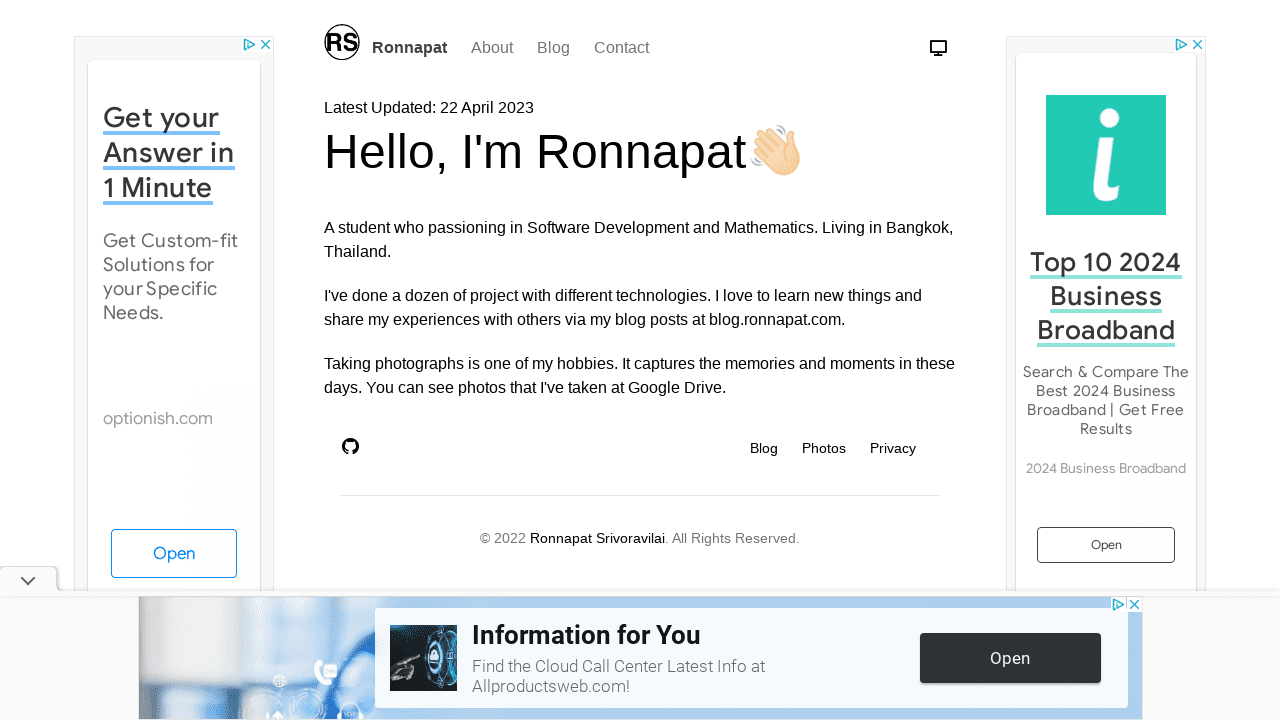 RS
Ronnapat
About
Blog
Contact
Latest Updated: 22 April 2023
Hello, I'm Ronnapat👋🏻
A student who passioning in Software Development and Mathematics. Living in Bangkok,
Thailand.
I've done a dozen of project with different technologies. I love to learn new things and
share my experiences with others via my blog posts at blog.ronnapat.com.
Taking photographs is one of my hobbies. It captures the memories and moments in these
days. You can see photos that I've taken at Google Drive.
Blog
Photos
Privacy
© 2022 Ronnapat Srivoravilai. All Rights Reserved.
Get your
Answer in
1 Minute
Get Custom-fit
Solutions for
your Specific
Needs.
optionish.com
Open
i
Top 10 2024
Business
Broadband
Search & Compare The
Best 2024 Business
Broadband | Get Free
Results
2024 Business Broadband
Open
Information for You
Find the Cloud Call Center Latest Info at
Allproductsweb.com!
Open